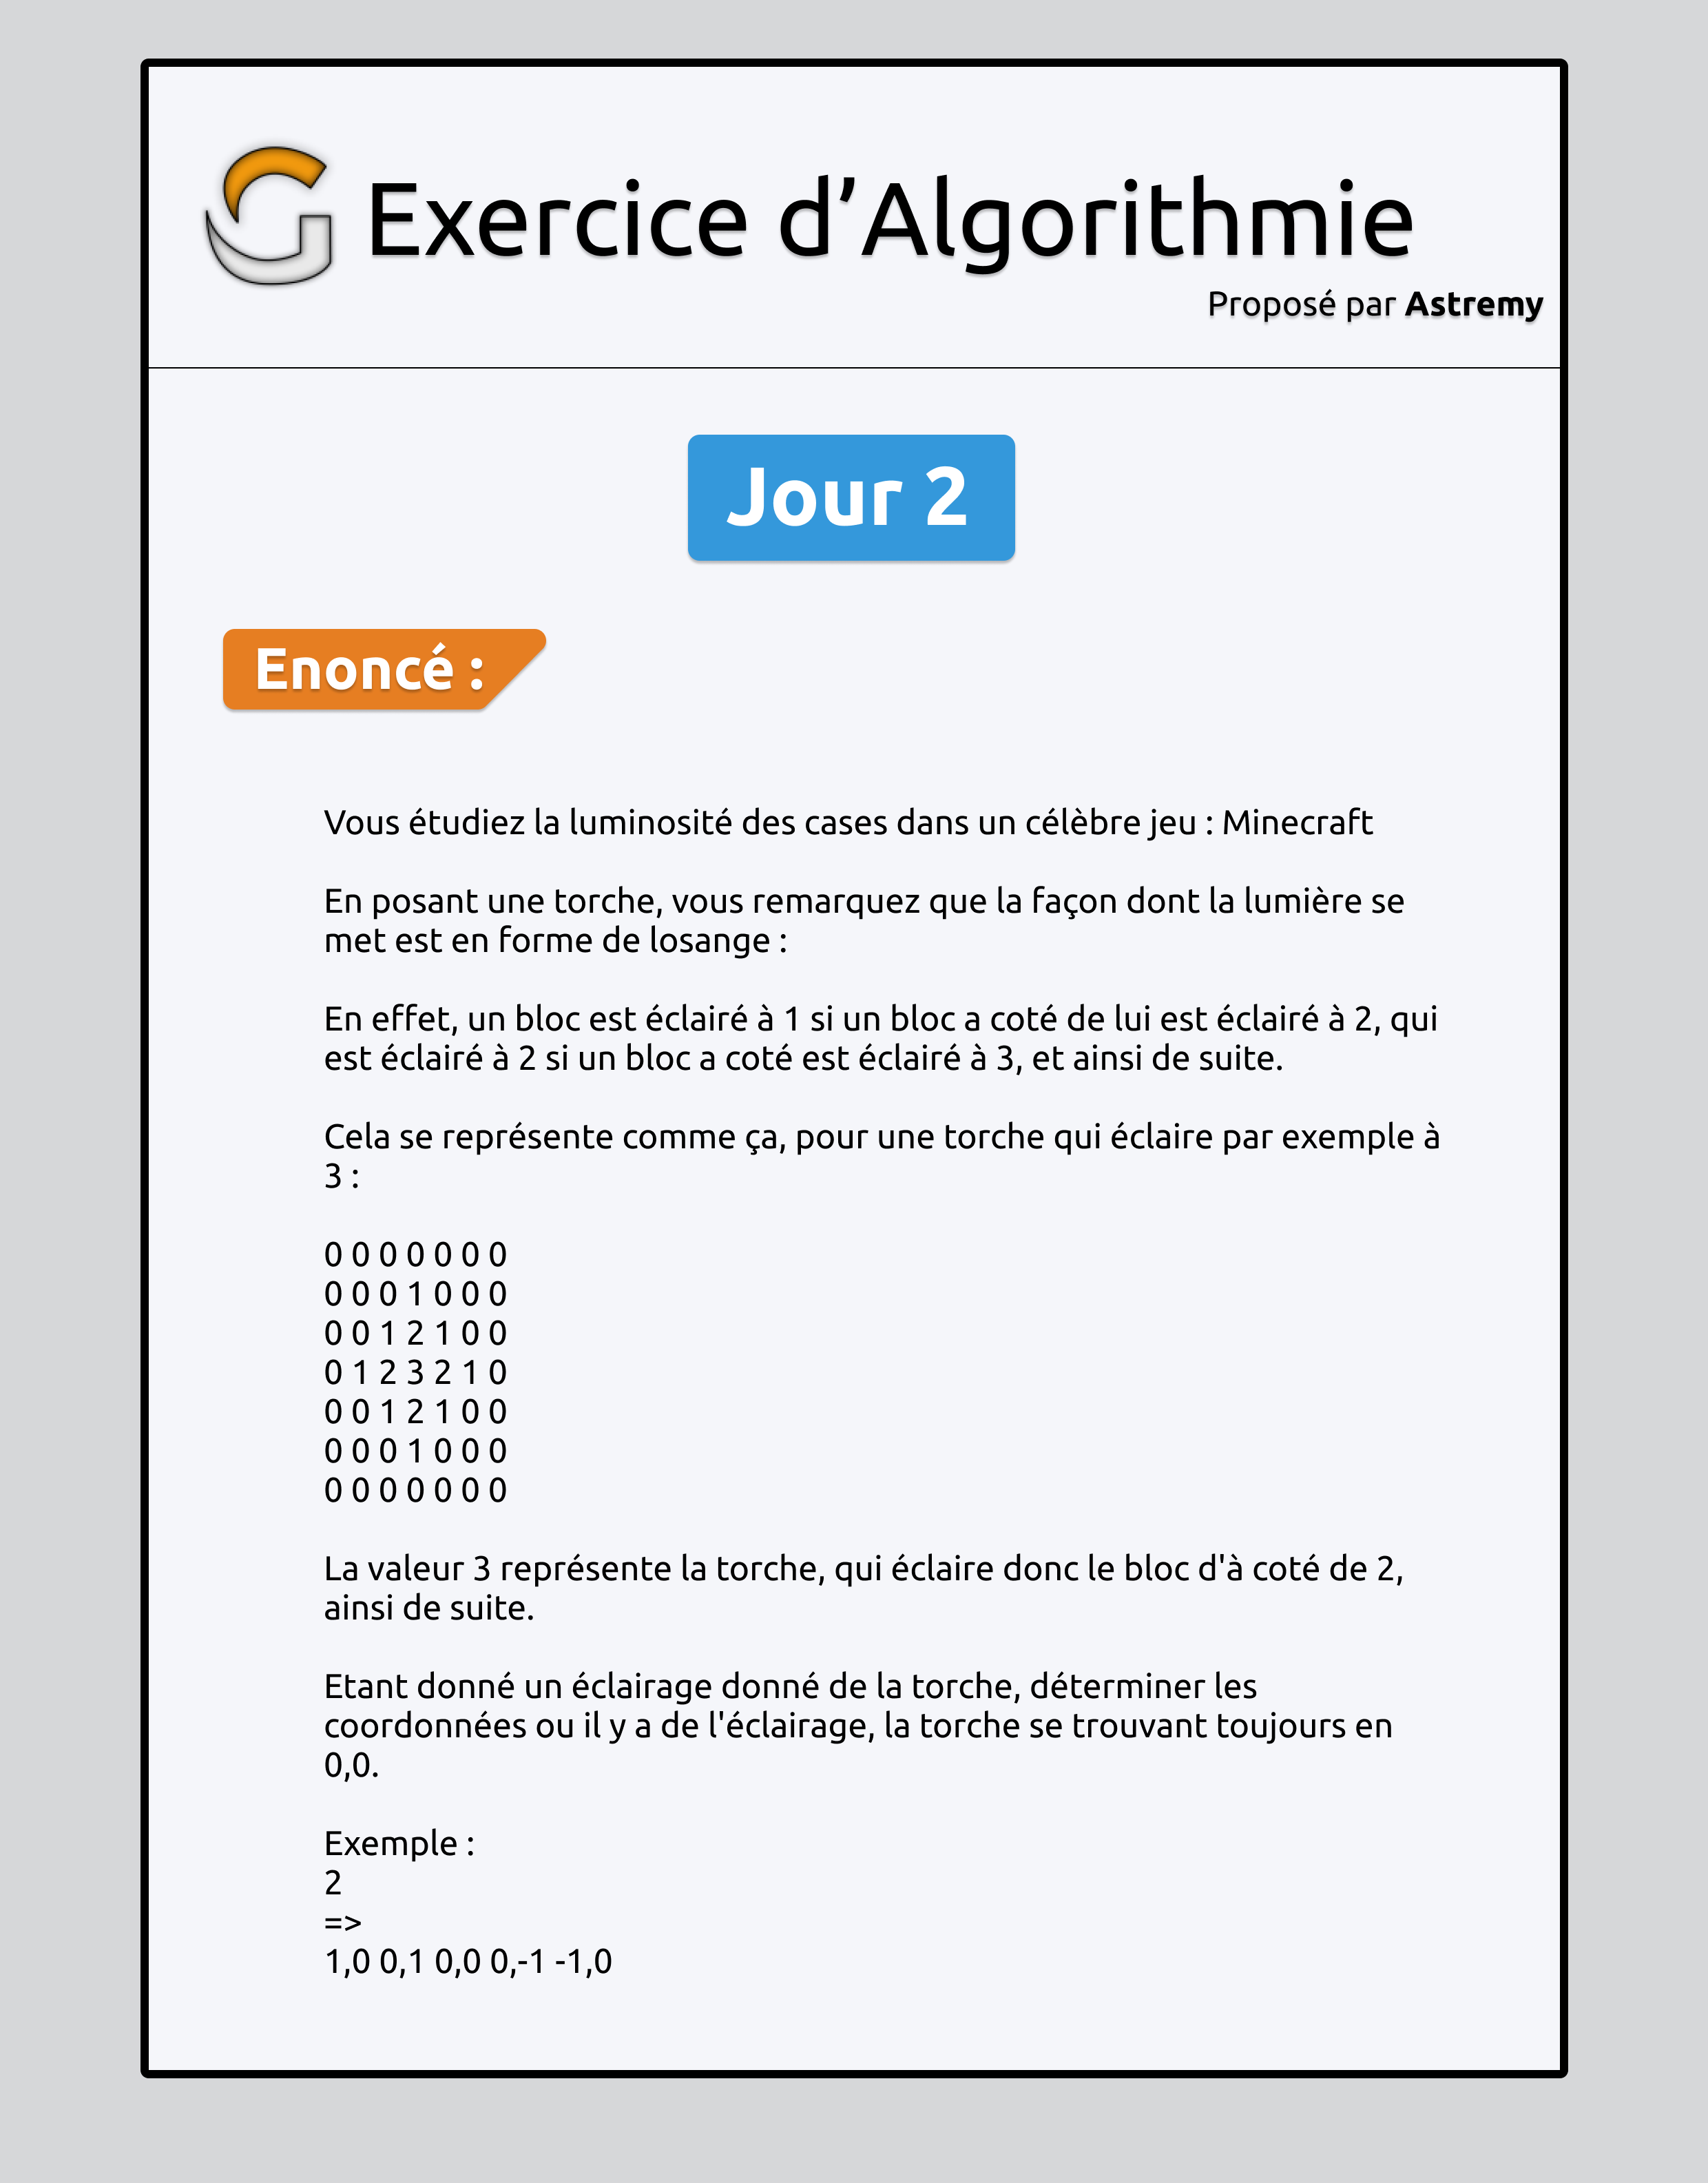 Exercice d’Algorithmie
Proposé par Astremy
Jour 2
Enoncé :
Vous étudiez la luminosité des cases dans un célèbre jeu : Minecraft
En posant une torche, vous remarquez que la façon dont la lumière se
met est en forme de losange :
En effet, un bloc est éclairé à 1 si un bloc a coté de lui est éclairé à 2, qui
est éclairé à 2 si un bloc a coté est éclairé à 3, et ainsi de suite.
Cela se représente comme ça, pour une torche qui éclaire par exemple à
3 :
0 0 0 0 0 0 0
0 0 0 1 0 0 0
0 0 1 2 1 0 0
0 1 2 3 2 1 0
0 0 1 2 1 0 0
0 0 0 1 0 0 0
0 0 0 0 0 0 0
La valeur 3 représente la torche, qui éclaire donc le bloc d'à coté de 2,
ainsi de suite.
Etant donné un éclairage donné de la torche, déterminer les
coordonnées ou il y a de l'éclairage, la torche se trouvant toujours en
0,0.
Exemple :
2
=>
1,0 0,1 0,0 0,-1 -1,0